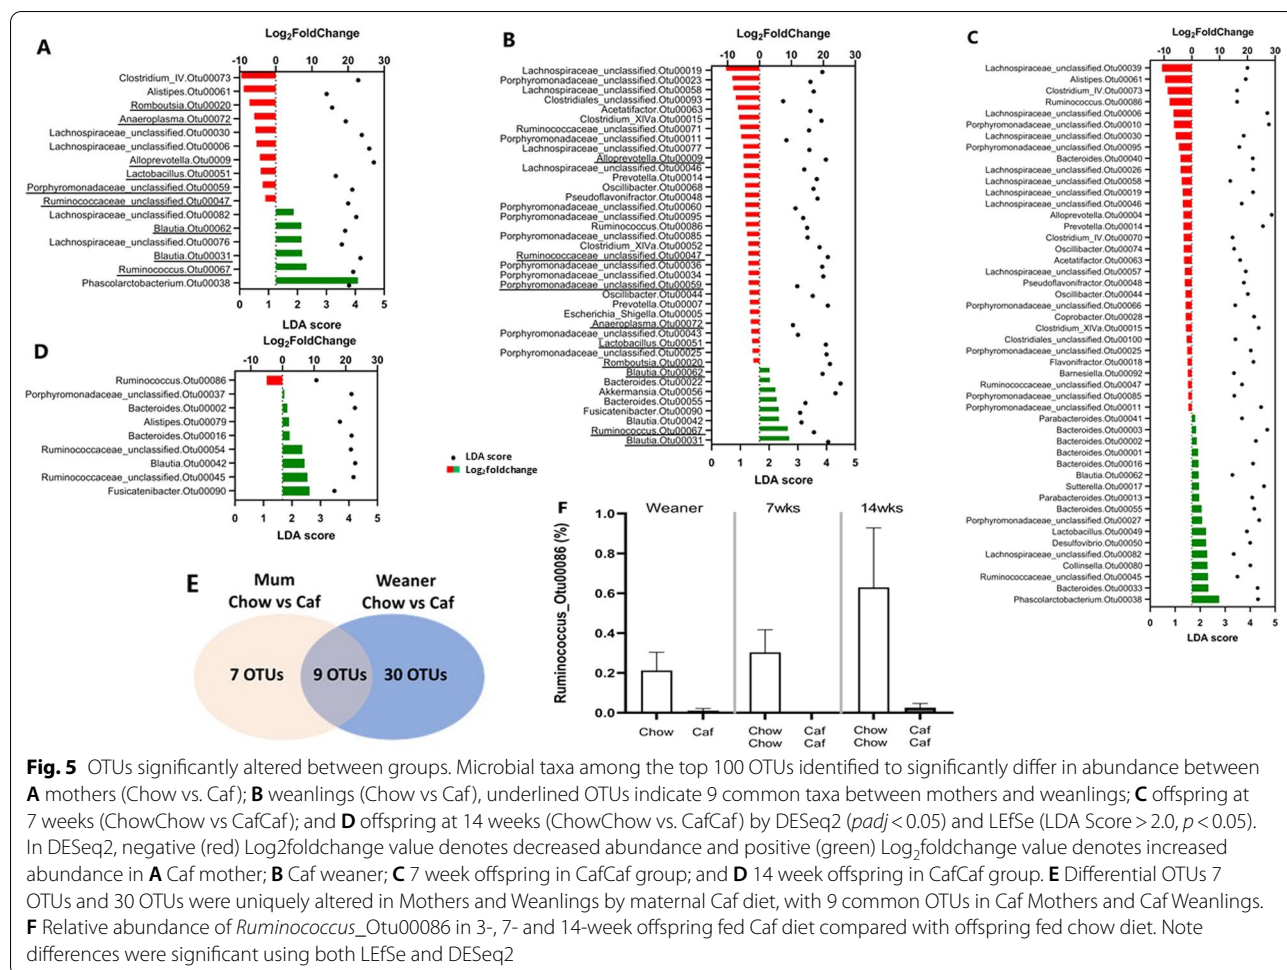 A
Log2FoldChange
-10 0 10 20 30
Clostridium_IV.Otu00073
Alistipes.Otu00061
Romboutsia.Otu00020
Anaeroplasma.Otu00072
Lachnospiraceae_unclassified.Otu00030
Lachnospiraceae_unclassified.Otu00006
Alloprevotella.Otu0009
Lactobacillus.Otu00051
Porphyromonadaceae_unclassified.Otu00059
Ruminococcaceae_unclassified.Otu00047
Lachnospiraceae_unclassified.Otu00082
Blautia.Otu00062
Lachnospiraceae_unclassified.Otu00076
Blautia.Otu00031
Ruminococcus.Otu00067
Phascolarctobacterium.Otu00038
0 1 2 3 4 5
LDA score
B
Log2FoldChange
-10 0 10 20 30
Lachnospiraceae_unclassified.Otu00019
Porphyromonadaceae_unclassified.Otu00023
Lachnospiraceae_unclassified.Otu00058
Clostridiales_unclassified.Otu00093
Acetatifactor.Otu00063
Clostridium_XIVa.Otu00015
Ruminococcaceae_unclassified.Otu00071
Porphyromonadaceae_unclassified.Otu00011
Lachnospiraceae_unclassified.Otu00077
Alloprevotella.Otu00009
Lachnospiraceae_unclassified.Otu00046
Prevotella.Otu00014
Oscillibacter.Otu00068
Pseudoflavonifractor.Otu00048
Porphyromonadaceae_unclassified.Otu00060
Porphyromonadaceae_unclassified.Otu00095
Ruminococcus.Otu00086
Porphyromonadaceae_unclassified.Otu00085
Clostridium_XIVa.Otu00052
Ruminococcaceae_unclassified.Otu00047
Porphyromonadaceae_unclassified.Otu00036
Porphyromonadaceae_unclassified.Otu00034
Porphyromonadaceae_unclassified.Otu00059
Oscillibacter.Otu00044
Prevotella.Otu00007
Escherichia_Shigella.Otu00005
Anaeroplasma.Otu00072
Porphyromonadaceae_unclassified.Otu00043
Lactobacillus.Otu00051
Porphyromonadaceae_unclassified.Otu00025
Romboutsia.Otu00020
Blautia.Otu00062
Bacteroides.Otu00022
Akkermansia.Otu00056
Bacteroides.Otu00055
Fusicatenibacter.Otu00090
Blautia.Otu00042
Ruminococcus.Otu00067
Blautia.Otu00031
0 1 2 3 4 5
LDA score
C
Log2FoldChange
-10 0 10 20 30
Lachnospiraceae_unclassified.Otu00039
Alistipes.Otu00061
Clostridium_IV.Otu00073
Ruminococcus.Otu00086
Lachnospiraceae_unclassified.Otu00006
Porphyromonadaceae_unclassified.Otu00010
Lachnospiraceae_unclassified.Otu00030
Porphyromonadaceae_unclassified.Otu00095
Bacteroides.Otu00040
Lachnospiraceae_unclassified.Otu00026
Lachnospiraceae_unclassified.Otu00058
Lachnospiraceae_unclassified.Otu00019
Lachnospiraceae_unclassified.Otu00046
Alloprevotella.Otu00004
Prevotella.Otu00014
Clostridium_IV.Otu00070
Oscillibacter.Otu00074
Acetatifactor.Otu00063
Lachnospiraceae_unclassified.Otu00057
Pseudoflavonifractor.Otu00048
Oscillibacter.Otu00044
Porphyromonadaceae_unclassified.Otu00066
Coprobacter.Otu00028
Clostridium_XIVa.Otu00015
Clostridiales_unclassified.Otu00100
Porphyromonadaceae_unclassified.Otu00025
Flavonifractor.Otu00018
Barnesiella.Otu00092
Ruminococcaceae_unclassified.Otu00047
Porphyromonadaceae_unclassified.Otu00085
Porphyromonadaceae_unclassified.Otu00011
Parabacteroides.Otu00041
Bacteroides.Otu00003
Bacteroides.Otu00002
Bacteroides.Otu00001
Bacteroides.Otu00016
Blautia.Otu00062
Sutterella.Otu00017
Parabacteroides.Otu00013
Bacteroides.Otu00055
Porphyromonadaceae_unclassified.Otu00027
Lactobacillus.Otu00049
Desulfovibrio.Otu00050
Lachnospiraceae_unclassified.Otu00082
Collinsella.Otu00080
Ruminococcaceae_unclassified.Otu00045
Bacteroides.Otu00033
Phascolarctobacterium.Otu00038
0 1 2 3 4 5
LDA score
D
Log2FoldChange
-10 0 10 20 30
Ruminococcus.Otu00086
Porphyromonadaceae_unclassified.Otu00037
Bacteroides.Otu00002
Alistipes.Otu00079
Bacteroides.Otu00016
Ruminococcaceae_unclassified.Otu00054
Blautia.Otu00042
Ruminococcaceae_unclassified.Otu00045
Fusicatenibacter.Otu00090
0 1 2 3 4 5
LDA score
LDA score
Log2foldchange
E
Mum
Chow vs Caf
Weaner
Chow vs Caf
7 OTUs 9 OTUs 30 OTUs
F
Weaner 7wks 14wks
Ruminococcus_Otu00086 (%)
1.0
0.8
0.6
0.4
0.2
0.0
Chow Caf Chow Caf Chow Caf
Chow Caf Chow Caf
Fig. 5 OTUs significantly altered between groups. Microbial taxa among the top 100 OTUs identified to significantly differ in abundance between
A mothers (Chow vs. Caf); B weanlings (Chow vs Caf), underlined OTUs indicate 9 common taxa between mothers and weanlings; C offspring at
7 weeks (ChowChow vs CafCaf); and D offspring at 14 weeks (ChowChow vs. CafCaf) by DESeq2 (padj < 0.05) and LEfSe (LDA Score > 2.0, p < 0.05).
In DESeq2, negative (red) Log2foldchange value denotes decreased abundance and positive (green) Log2foldchange value denotes increased
abundance in A Caf mother; B Caf weaner; C 7 week offspring in CafCaf group; and D 14 week offspring in CafCaf group. E Differential OTUs 7
OTUs and 30 OTUs were uniquely altered in Mothers and Weanlings by maternal Caf diet, with 9 common OTUs in Caf Mothers and Caf Weanlings.
F Relative abundance of Ruminococcus_Otu00086 in 3-, 7- and 14-week offspring fed Caf diet compared with offspring fed chow diet. Note
differences were significant using both LEfSe and DESeq2